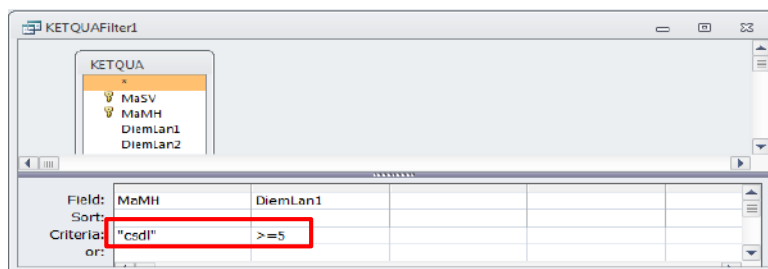 KETQUAFilter1
KETQUA
*
MaSV
MaMH
DiemLan1
DiemLan2
Field: MaMH DiemLan1
Sort:
Criteria: "csdl" >=5
or: